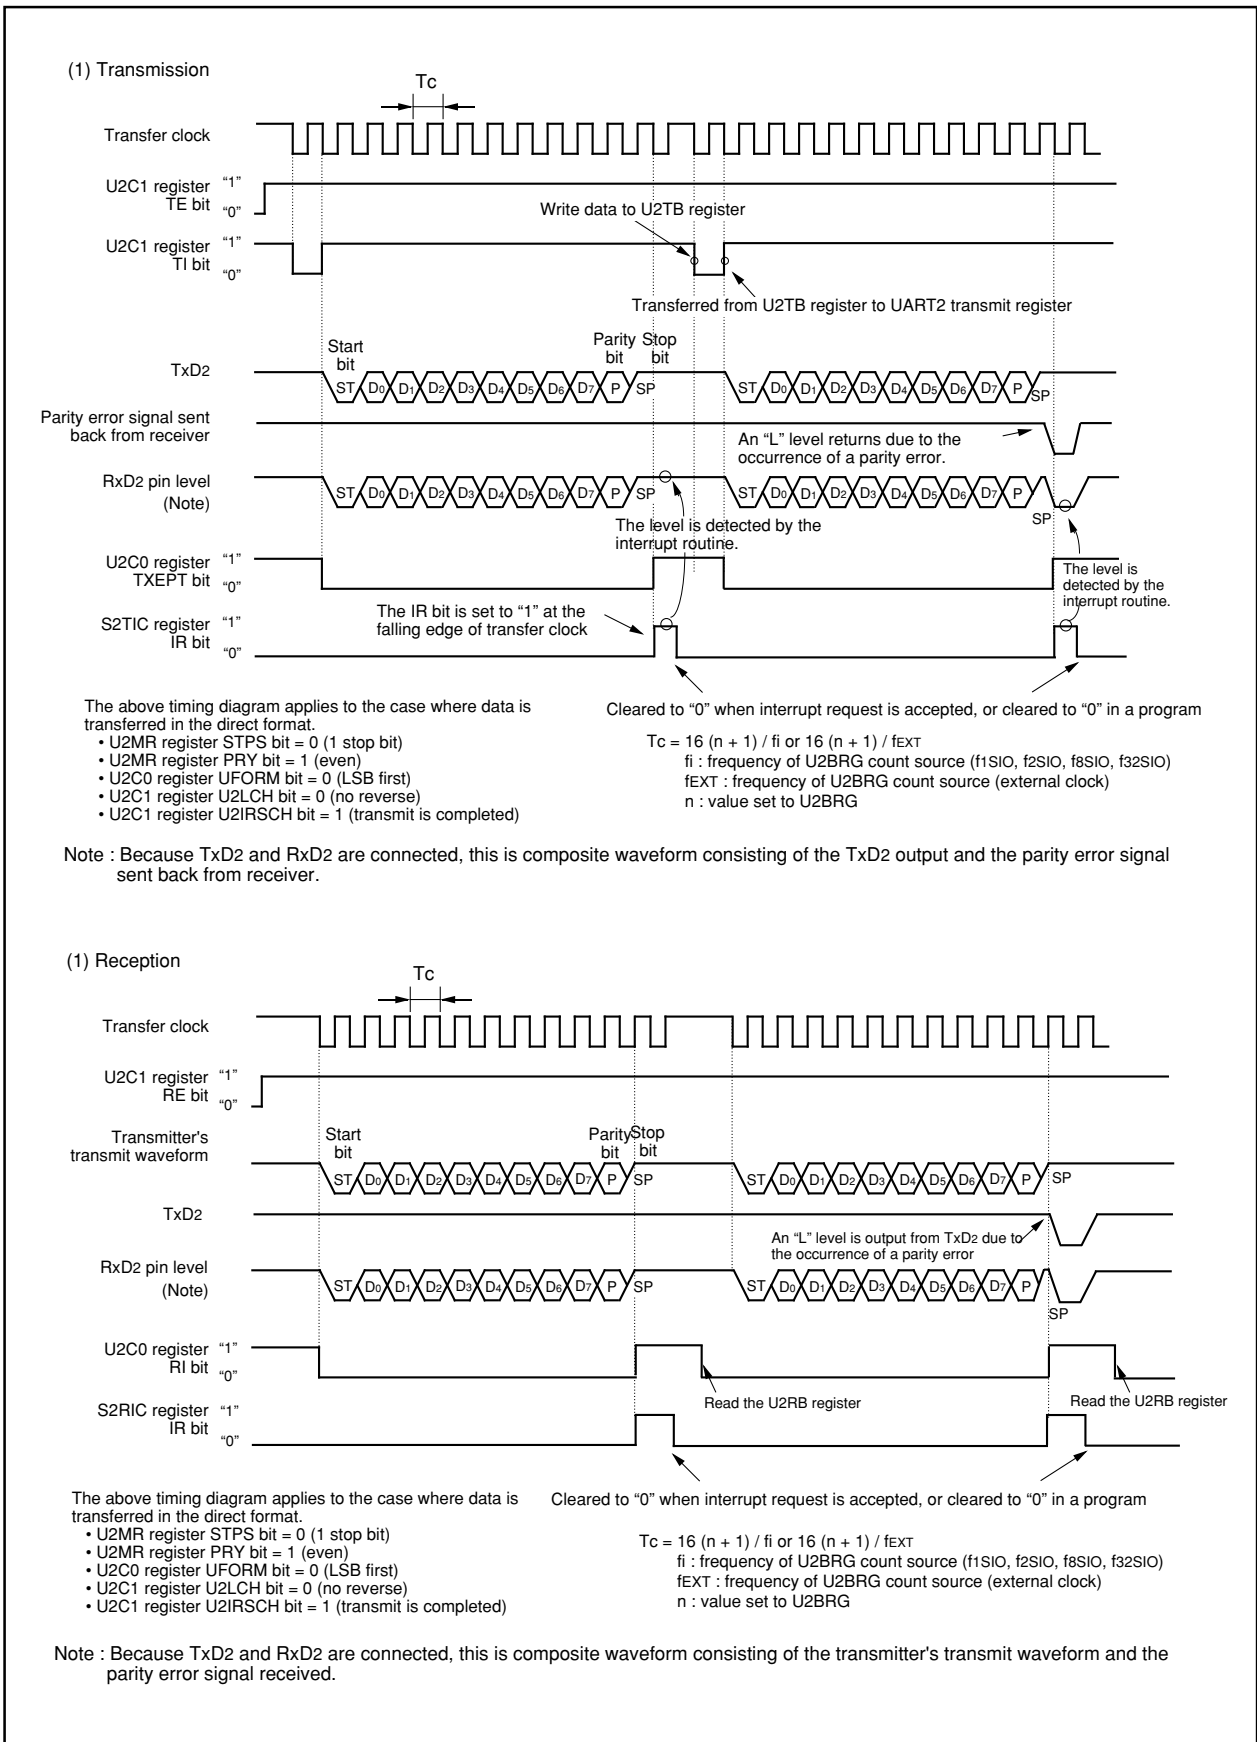 (1) Transmission
Tc
Transfer clock
U2C1 register “1”
TE bit “0”
Write data to U2TB register
U2C1 register “1”
TI bit “0”
Transferred from U2TB register to UART2 transmit register
Start
bit
Parity
bit
Stop
bit
TxD2
ST D0 D1 D2 D3 D4 D5 D6 D7 P SP
ST D0 D1 D2 D3 D4 D5 D6 D7 P SP
Parity error signal sent
back from receiver
An “L” level returns due to the
occurrence of a parity error.
RxD2 pin level
(Note)
ST D0 D1 D2 D3 D4 D5 D6 D7 P SP
ST D0 D1 D2 D3 D4 D5 D6 D7 P
SP
The level is detected by the
interrupt routine.
U2C0 register “1”
TXEPT bit “0”
The level is
detected by the
interrupt routine.
The IR bit is set to “1” at the
falling edge of transfer clock
S2TIC register “1”
IR bit “0”
The above timing diagram applies to the case where data is
transferred in the direct format.
• U2MR register STPS bit = 0 (1 stop bit)
• U2MR register PRY bit = 1 (even)
• U2C0 register UFORM bit = 0 (LSB first)
• U2C1 register U2LCH bit = 0 (no reverse)
• U2C1 register U2IRSCH bit = 1 (transmit is completed)
Cleared to “0” when interrupt request is accepted, or cleared to “0” in a program
Tc = 16 (n + 1) / fi or 16 (n + 1) / fEXT
fi : frequency of U2BRG count source (f1SIO, f2SIO, f8SIO, f32SIO)
fEXT : frequency of U2BRG count source (external clock)
n : value set to U2BRG
Note : Because TxD2 and RxD2 are connected, this is composite waveform consisting of the TxD2 output and the parity error signal
sent back from receiver.
(1) Reception
Tc
Transfer clock
U2C1 register “1”
RE bit “0”
Transmitter's
transmit waveform
Start
bit
Parity
bit
Stop
bit
ST D0 D1 D2 D3 D4 D5 D6 D7 P SP
ST D0 D1 D2 D3 D4 D5 D6 D7 P SP
TxD2
An “L” level is output from TxD2 due to
the occurrence of a parity error
RxD2 pin level
(Note)
ST D0 D1 D2 D3 D4 D5 D6 D7 P SP
ST D0 D1 D2 D3 D4 D5 D6 D7 P
SP
U2C0 register “1”
RI bit “0”
Read the U2RB register
Read the U2RB register
S2RIC register “1”
IR bit “0”
The above timing diagram applies to the case where data is
transferred in the direct format.
• U2MR register STPS bit = 0 (1 stop bit)
• U2MR register PRY bit = 1 (even)
• U2C0 register UFORM bit = 0 (LSB first)
• U2C1 register U2LCH bit = 0 (no reverse)
• U2C1 register U2IRSCH bit = 1 (transmit is completed)
Cleared to “0” when interrupt request is accepted, or cleared to “0” in a program
Tc = 16 (n + 1) / fi or 16 (n + 1) / fEXT
fi : frequency of U2BRG count source (f1SIO, f2SIO, f8SIO, f32SIO)
fEXT : frequency of U2BRG count source (external clock)
n : value set to U2BRG
Note : Because TxD2 and RxD2 are connected, this is composite waveform consisting of the transmitter's transmit waveform and the
parity error signal received.